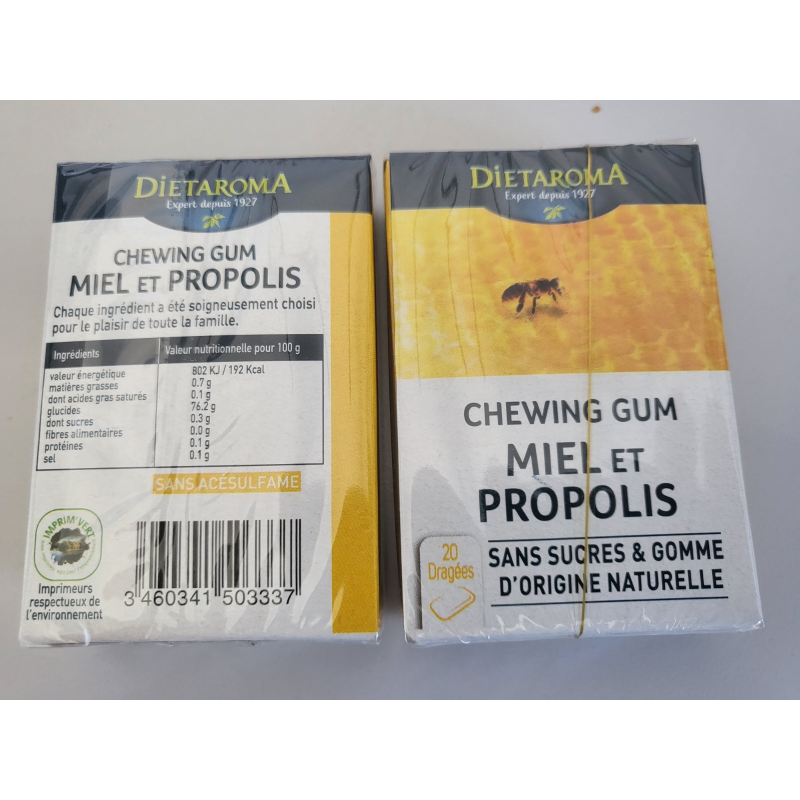 DIETAROMA
Expert depuis 1927
CHEWING GUM
MIEL ET PROPOLIS
Chaque ingrédient a été soigneusement choisi
pour le plaisir de toute la famille.
Ingrédients Valeur nutritionnelle pour 100 g
valeur énergétique 802 KJ / 192 Kcal
matières grasses 0.7 g
dont acides gras saturés 0.1 g
glucides 76.2 g
dont sucres 0.3 g
fibres alimentaires 0,0 g
protéines 0.1 g
sel 0.1 g
SANS ACÉSULFAME
IMPRIM'VERT
Imprimeurs
respectueux de
l'environnement
3 460341 503337
DIETAROMA
Expert depuis 1927
CHEWING GUM
MIEL ET
PROPOLIS
20
Dragées
SANS SUCRES & GOMME
D'ORIGINE NATURELLE